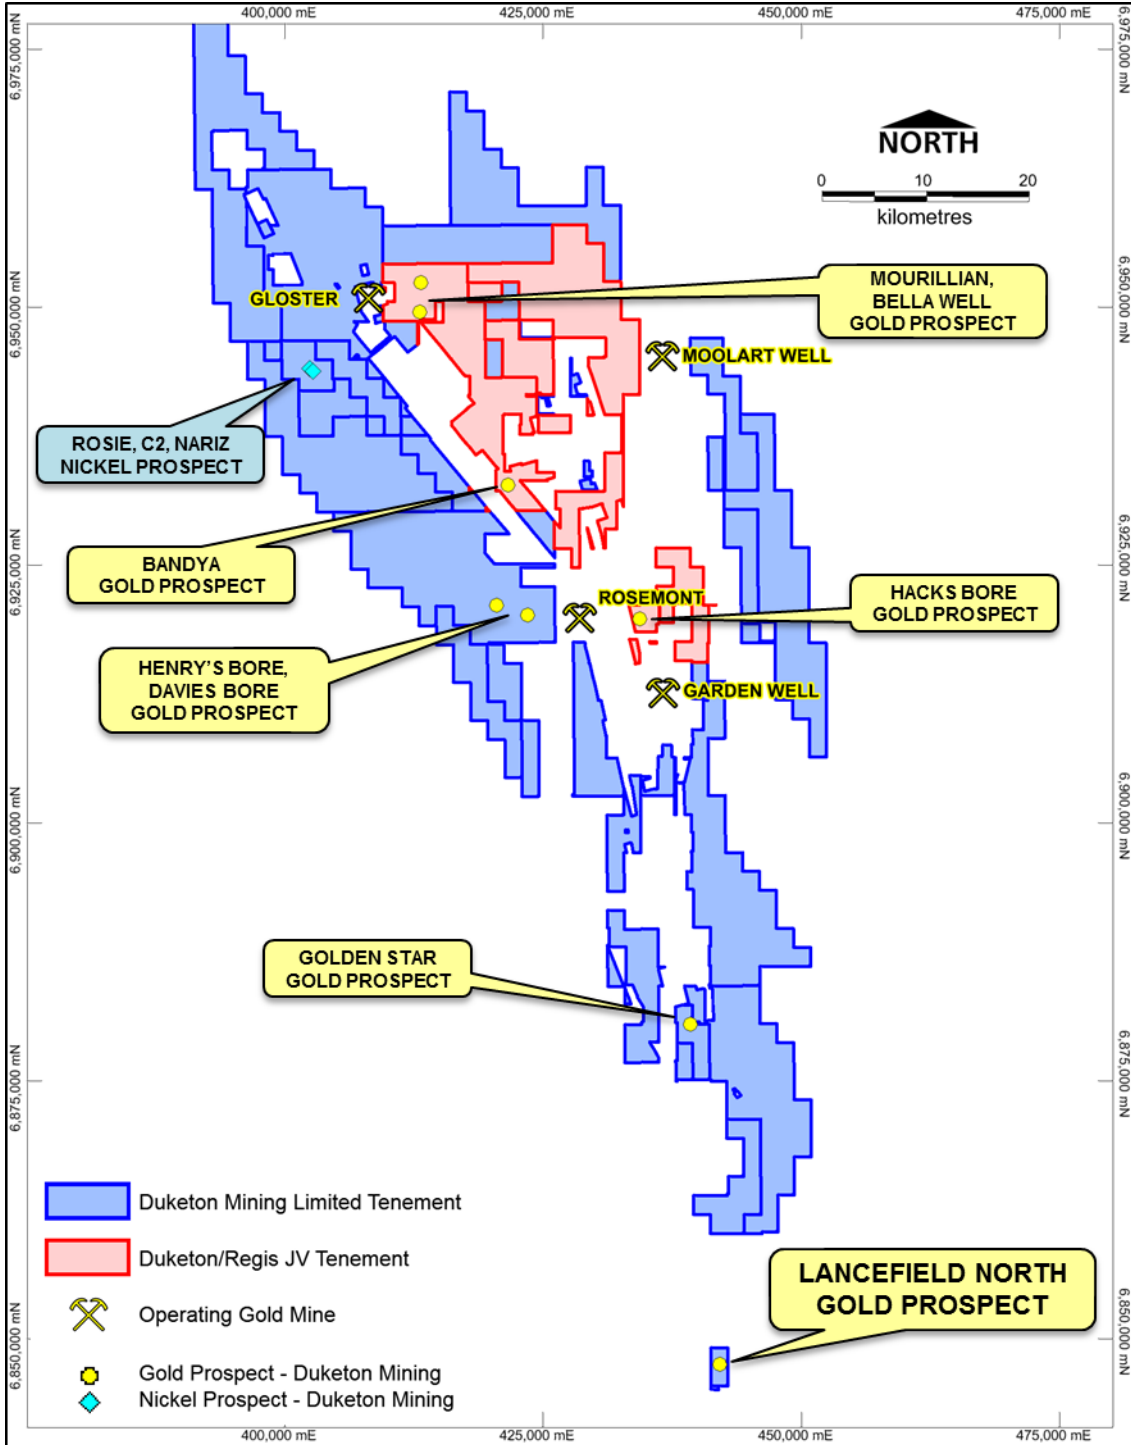 400,000 mE
425,000 mE
450,000 mE
475,000 mE
6,975,000 mN
6,975,000 mN
NORTH
0 10 20
kilometres
MOURILLIAN,
BELLA WELL
GOLD PROSPECT
GLOSTER
6,950,000 mN
6,950,000 mN
MOOLART WELL
ROSIE, C2, NARIZ
NICKEL PROSPECT
BANDYA
GOLD PROSPECT
6,925,000 mN
6,925,000 mN
ROSEMONT
HACKS BORE
GOLD PROSPECT
HENRY'S BORE,
DAVIES BORE
GOLD PROSPECT
GARDEN WELL
6,900,000 mN
6,900,000 mN
GOLDEN STAR
GOLD PROSPECT
6,875,000 mN
6,875,000 mN
Duketon Mining Limited Tenement
Duketon/Regis JV Tenement
Operating Gold Mine
Gold Prospect - Duketon Mining
Nickel Prospect - Duketon Mining
LANCEFIELD NORTH
GOLD PROSPECT
6,850,000 mN
6,850,000 mN
400,000 mE
425,000 mE
450,000 mE
475,000 mE